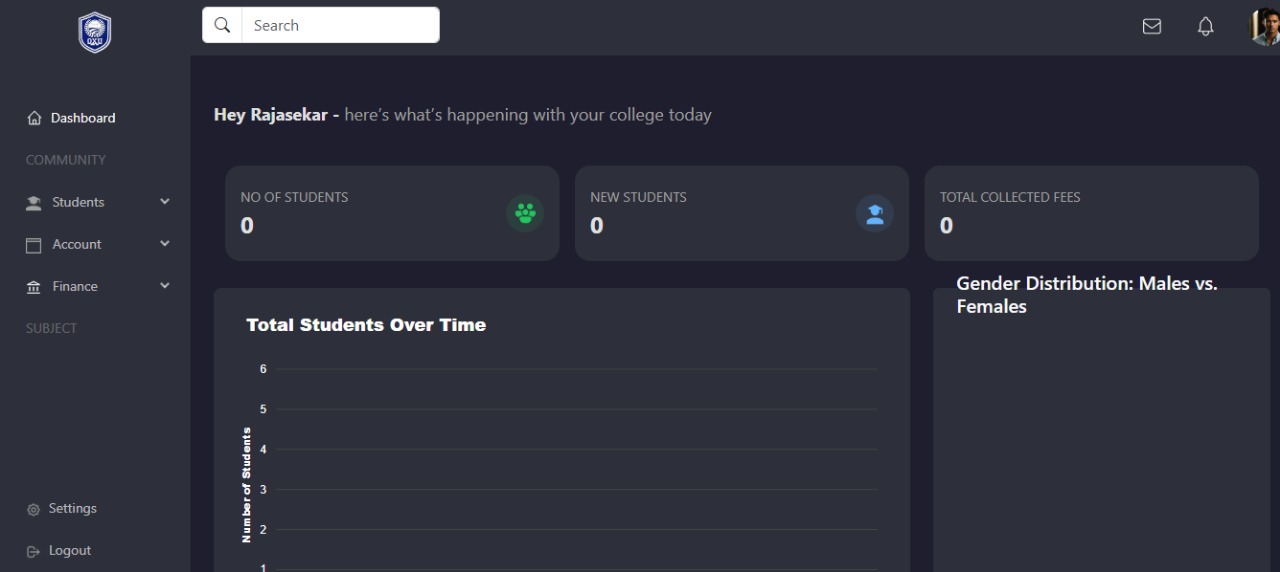 Search
Dashboard
COMMUNITY
Students
Account
Finance
SUBJECT
Settings
Logout
Hey Rajasekar - here's what's happening with your college today
NO OF STUDENTS
0
NEW STUDENTS
0
TOTAL COLLECTED FEES
0
Total Students Over Time
Number of Students
6
5
4
3
2
1
Gender Distribution: Males vs.
Females